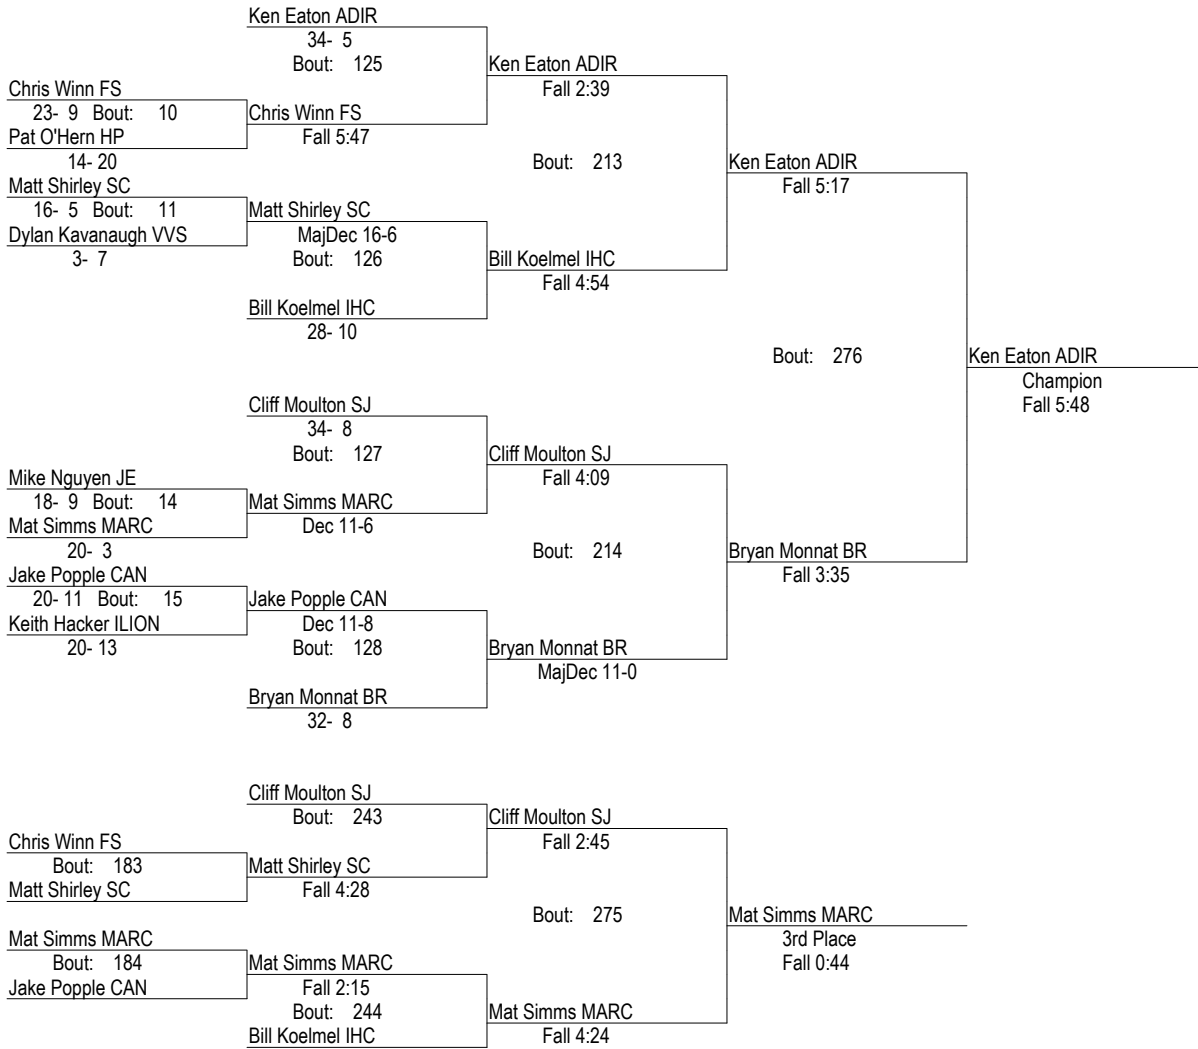 Ken Eaton ADIR
34- 5
Bout: 125
Ken Eaton ADIR
Fall 2:39
Chris Winn FS
23- 9 Bout: 10
Chris Winn FS
Fall 5:47
Pat O'Hern HP
14- 20
Bout: 213
Ken Eaton ADIR
Fall 5:17
Matt Shirley SC
16- 5 Bout: 11
Matt Shirley SC
MajDec 16-6
Dylan Kavanaugh VVS
3- 7
Bout: 126
Bill Koelmel IHC
Fall 4:54
Bill Koelmel IHC
28- 10
Bout: 276
Ken Eaton ADIR
Champion
Fall 5:48
Cliff Moulton SJ
34- 8
Bout: 127
Cliff Moulton SJ
Fall 4:09
Mike Nguyen JE
18- 9 Bout: 14
Mat Simms MARC
Dec 11-6
Mat Simms MARC
20- 3
Bout: 214
Bryan Monnat BR
Fall 3:35
Jake Popple CAN
20- 11 Bout: 15
Jake Popple CAN
Dec 11-8
Keith Hacker ILION
20- 13
Bout: 128
Bryan Monnat BR
MajDec 11-0
Bryan Monnat BR
32- 8
Cliff Moulton SJ
Bout: 243
Cliff Moulton SJ
Fall 2:45
Chris Winn FS
Bout: 183
Matt Shirley SC
Fall 4:28
Matt Shirley SC
Bout: 275
Mat Simms MARC
3rd Place
Fall 0:44
Mat Simms MARC
Bout: 184
Mat Simms MARC
Fall 2:15
Jake Popple CAN
Bout: 244
Mat Simms MARC
Fall 4:24
Bill Koelmel IHC